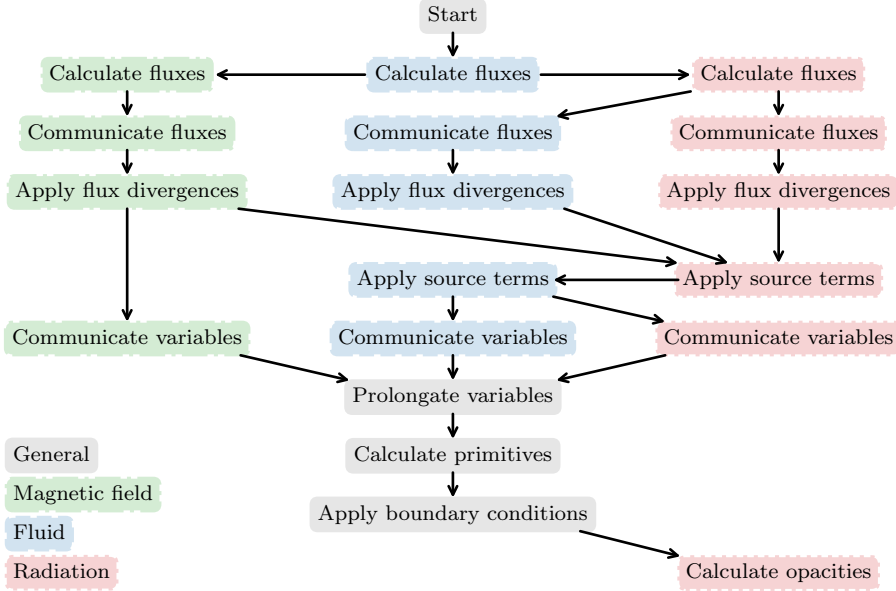 Start
Calculate fluxes
Calculate fluxes
Calculate fluxes
Communicate fluxes
Communicate fluxes
Communicate fluxes
Apply flux divergences
Apply flux divergences
Apply flux divergences
Apply source terms
Apply source terms
Communicate variables
Communicate variables
Communicate variables
Prolongate variables
Calculate primitives
Apply boundary conditions
Calculate opacities
General
Magnetic field
Fluid
Radiation